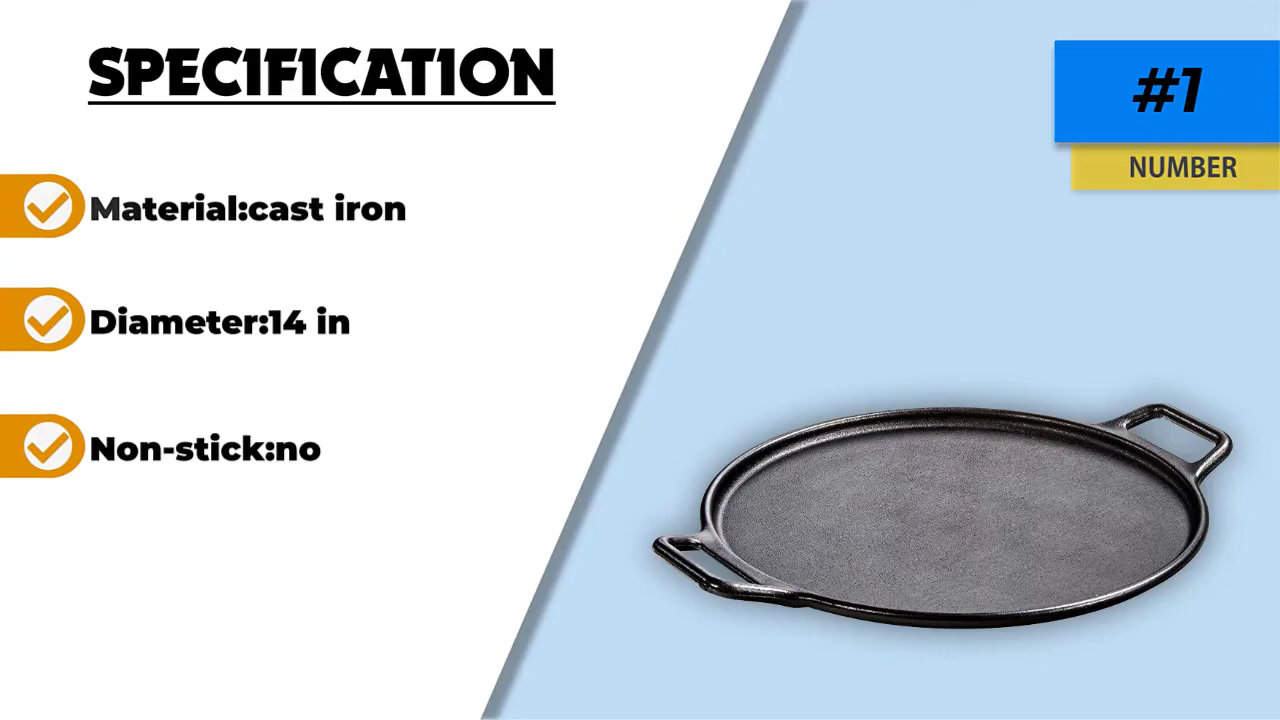 SPECIFICATION
#1
NUMBER
Material:cast iron
Diameter:14 in
Non-stick:no